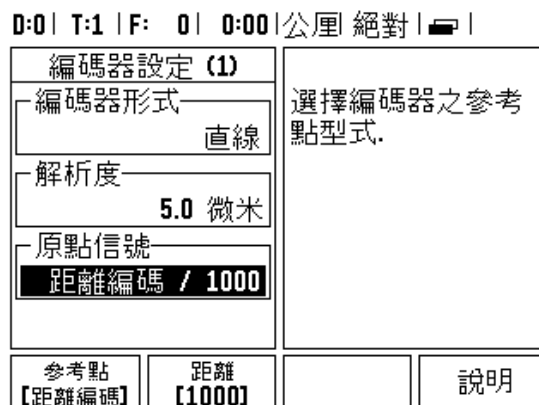 D:0 | T:1 | F: 0 | 0:00 | 公厘 | 絕對 |
編碼器設定 (1)
編碼器形式
直線
解析度
5.0 微米
原點信號
距離編碼 / 1000
選擇編碼器之參考
點型式.
參考點
[距離編碼]
距離
[1000]
說明